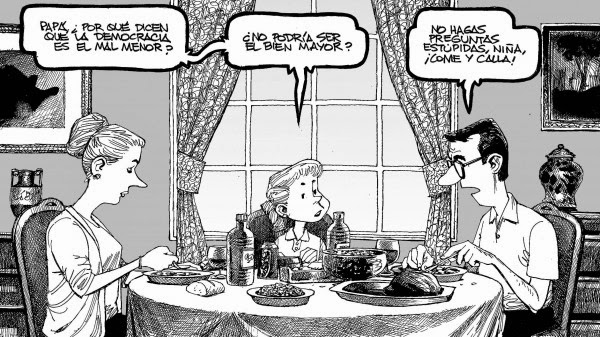 PAPÁ, ¿POR QUÉ DICEN
QUE LA DEMOCRACIA
ES EL MAL MENOR?
¿NO PODRÍA SER
EL BIEN MAYOR?
NO HAGAS
PREGUNTAS
ESTÚPIDAS, NIÑA,
¡COME Y CALLA!